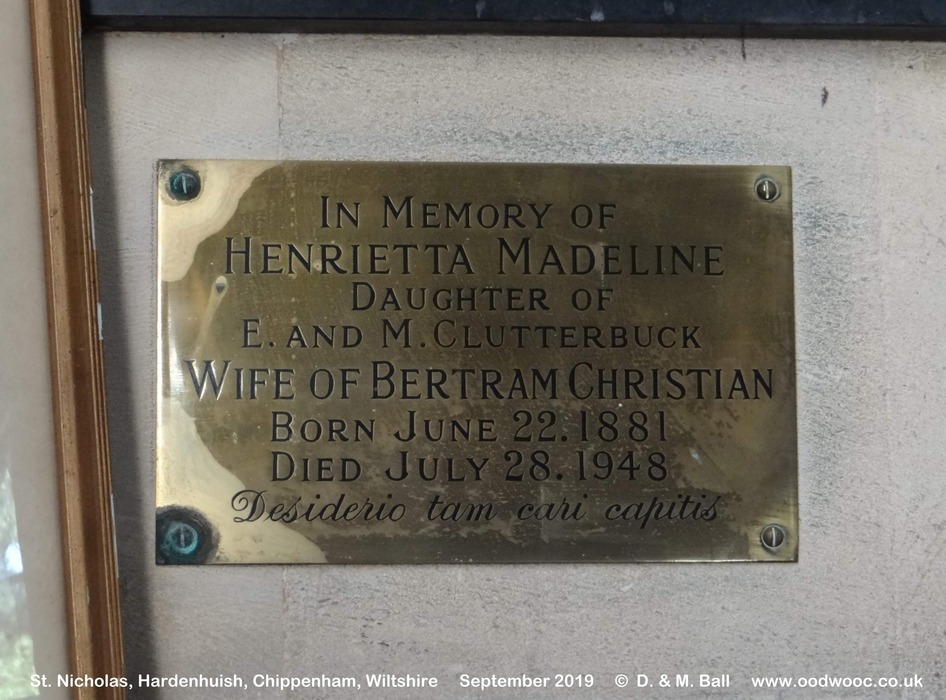 In Memory of
Henrietta Madeline
Daughter of
E. and M. Clutterbuck
Wife of Bertram Christian
Born June 22. 1881
Died July 28. 1948
Desiderio tam cari capitis
St. Nicholas, Hardenhuish, Chippenham, Wiltshire September 2019 © D. & M. Ball www.oodwooc.co.uk